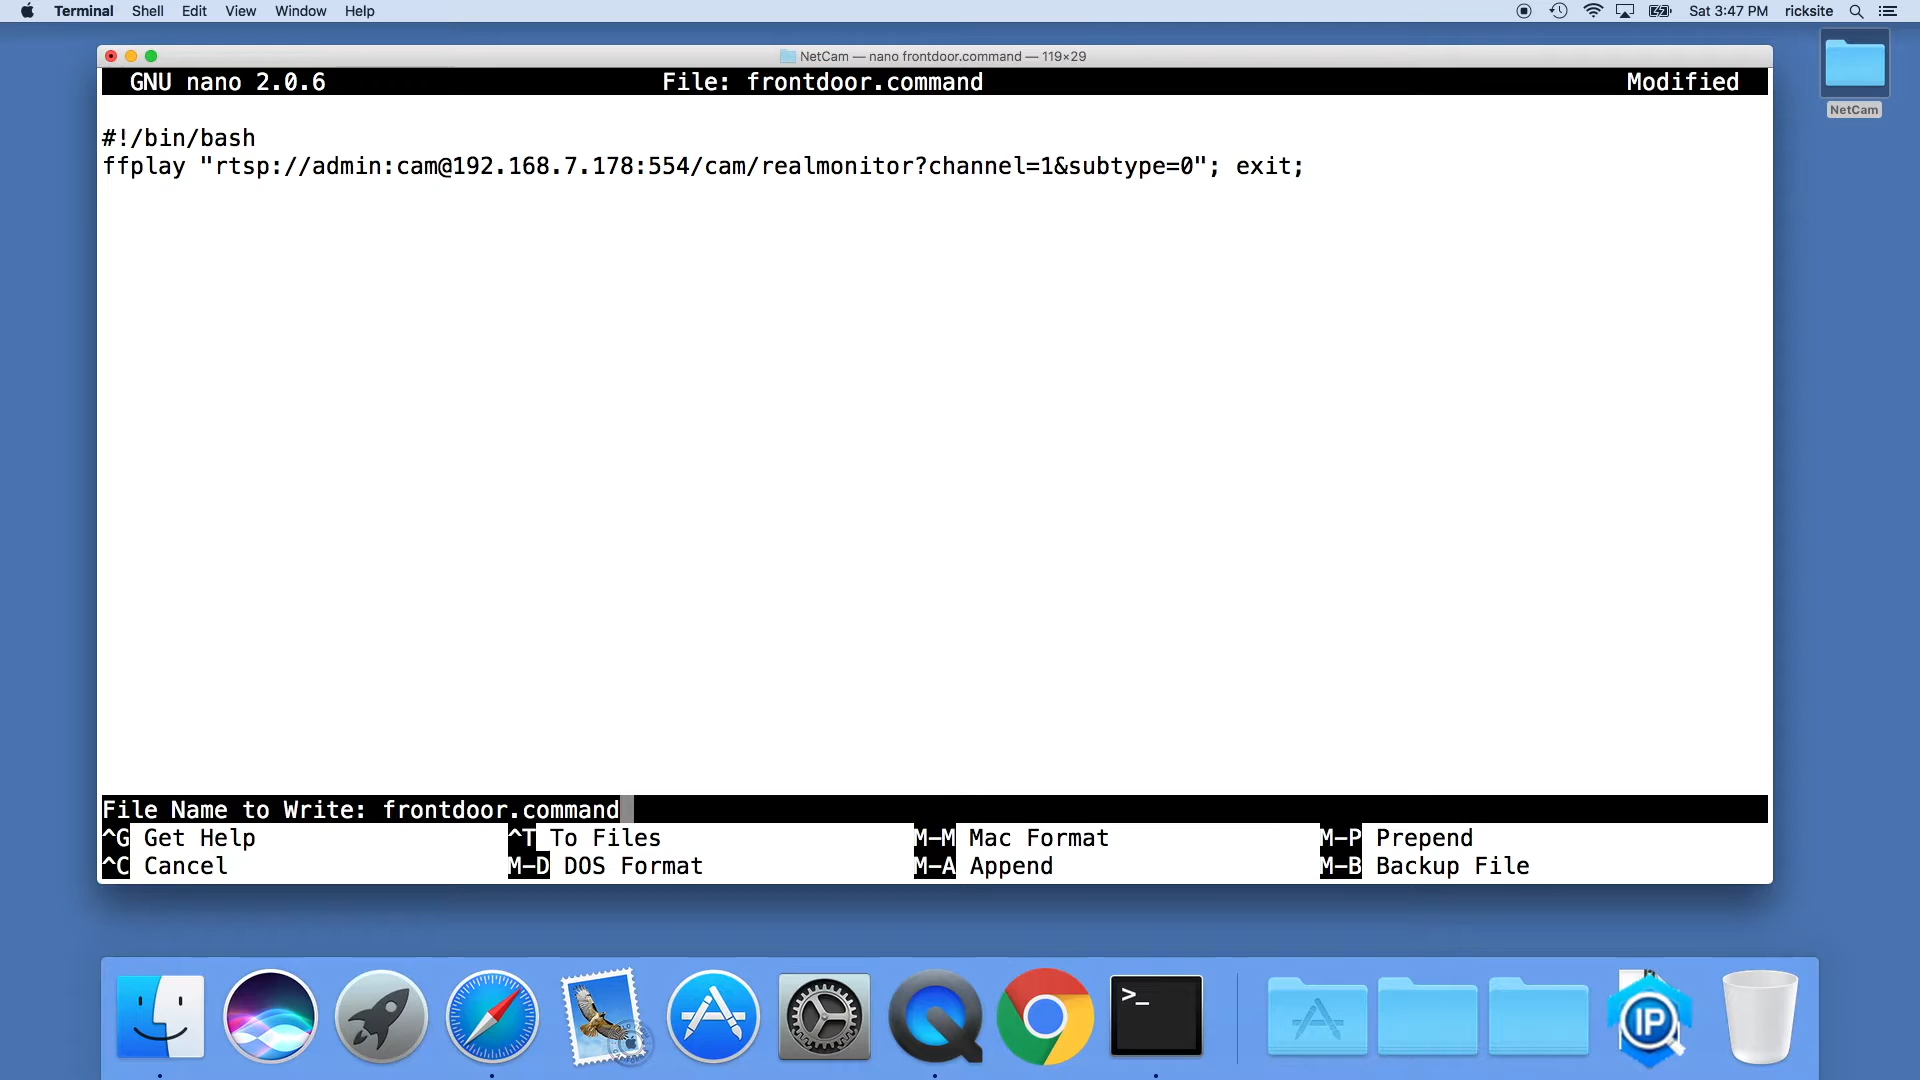 Terminal Shell Edit View Window Help Sat 3:47 PM ricksite
NetCam — nano frontdoor.command — 119×29
GNU nano 2.0.6 File: frontdoor.command Modified
NetCam
#!/bin/bash
ffplay "rtsp://admin:cam@192.168.7.178:554/cam/realmonitor?channel=1&subtype=0"; exit;
File Name to Write: frontdoor.command
^G Get Help ^T To Files M-M Mac Format M-P Prepend
^C Cancel M-D DOS Format M-A Append M-B Backup File
>_
IP